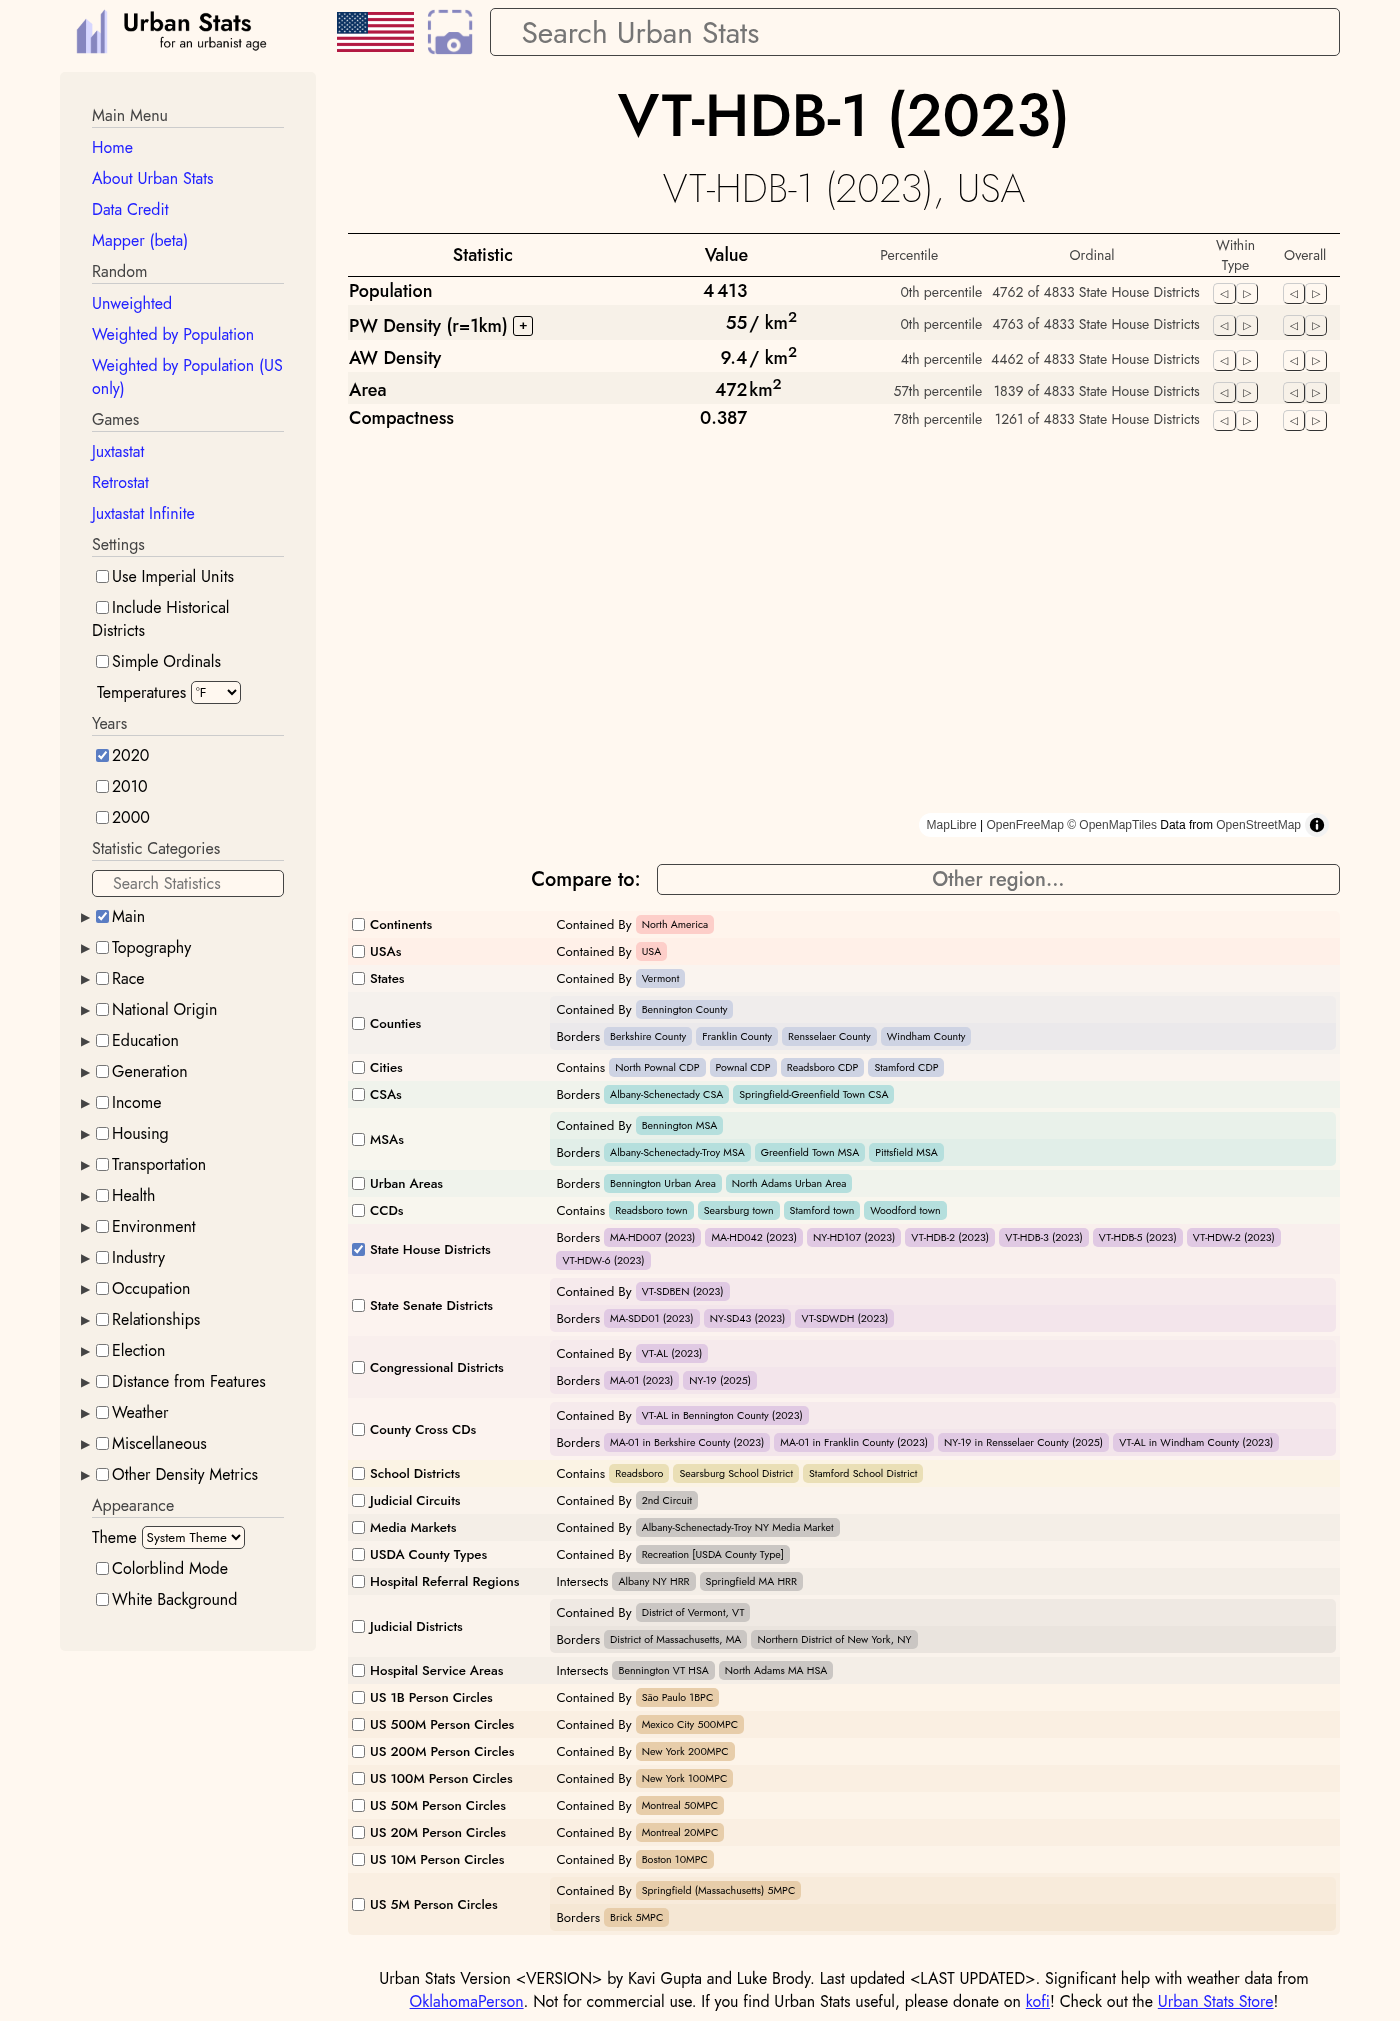 Urban Stats
for an urbanist age
Search Urban Stats
Main Menu
Home
About Urban Stats
Data Credit
Mapper (beta)
Random
Unweighted
Weighted by Population
Weighted by Population (US
only)
Games
Juxtastat
Retrostat
Juxtastat Infinite
Settings
Use Imperial Units
Include Historical
Districts
Simple Ordinals
Temperatures °F
Years
2020
2010
2000
Statistic Categories
Search Statistics
Main
Topography
Race
National Origin
Education
Generation
Income
Housing
Transportation
Health
Environment
Industry
Occupation
Relationships
Election
Distance from Features
Weather
Miscellaneous
Other Density Metrics
Appearance
Theme System Theme
Colorblind Mode
White Background
VT-HDB-1 (2023)
VT-HDB-1 (2023), USA
Statistic Value Percentile Ordinal Within Type Overall
Population 4 413 0th percentile 4762 of 4833 State House Districts
PW Density (r=1km) + 55 / km² 0th percentile 4763 of 4833 State House Districts
AW Density 9.4 / km² 4th percentile 4462 of 4833 State House Districts
Area 472 km² 57th percentile 1839 of 4833 State House Districts
Compactness 0.387 78th percentile 1261 of 4833 State House Districts
MapLibre | OpenFreeMap © OpenMapTiles Data from OpenStreetMap
Compare to: Other region...
Continents Contained By North America
USAs Contained By USA
States Contained By Vermont
Counties Contained By Bennington County
Borders Berkshire County Franklin County Rensselaer County Windham County
Cities Contains North Pownal CDP Pownal CDP Readsboro CDP Stamford CDP
CSAs Borders Albany-Schenectady CSA Springfield-Greenfield Town CSA
MSAs Contained By Bennington MSA
Borders Albany-Schenectady-Troy MSA Greenfield Town MSA Pittsfield MSA
Urban Areas Borders Bennington Urban Area North Adams Urban Area
CCDs Contains Readsboro town Searsburg town Stamford town Woodford town
State House Districts Borders MA-HD007 (2023) MA-HD042 (2023) NY-HD107 (2023) VT-HDB-2 (2023) VT-HDB-3 (2023) VT-HDB-5 (2023) VT-HDW-2 (2023)
VT-HDW-6 (2023)
State Senate Districts Contained By VT-SDBEN (2023)
Borders MA-SDD01 (2023) NY-SD43 (2023) VT-SDWDH (2023)
Congressional Districts Contained By VT-AL (2023)
Borders MA-01 (2023) NY-19 (2025)
County Cross CDs Contained By VT-AL in Bennington County (2023)
Borders MA-01 in Berkshire County (2023) MA-01 in Franklin County (2023) NY-19 in Rensselaer County (2025) VT-AL in Windham County (2023)
School Districts Contains Readsboro Searsburg School District Stamford School District
Judicial Circuits Contained By 2nd Circuit
Media Markets Contained By Albany-Schenectady-Troy NY Media Market
USDA County Types Contained By Recreation [USDA County Type]
Hospital Referral Regions Intersects Albany NY HRR Springfield MA HRR
Judicial Districts Contained By District of Vermont, VT
Borders District of Massachusetts, MA Northern District of New York, NY
Hospital Service Areas Intersects Bennington VT HSA North Adams MA HSA
US 1B Person Circles Contained By São Paulo 1BPC
US 500M Person Circles Contained By Mexico City 500MPC
US 200M Person Circles Contained By New York 200MPC
US 100M Person Circles Contained By New York 100MPC
US 50M Person Circles Contained By Montreal 50MPC
US 20M Person Circles Contained By Montreal 20MPC
US 10M Person Circles Contained By Boston 10MPC
US 5M Person Circles Contained By Springfield (Massachusetts) 5MPC
Borders Brick 5MPC
Urban Stats Version <VERSION> by Kavi Gupta and Luke Brody. Last updated <LAST UPDATED>. Significant help with weather data from
OklahomaPerson. Not for commercial use. If you find Urban Stats useful, please donate on kofi! Check out the Urban Stats Store!